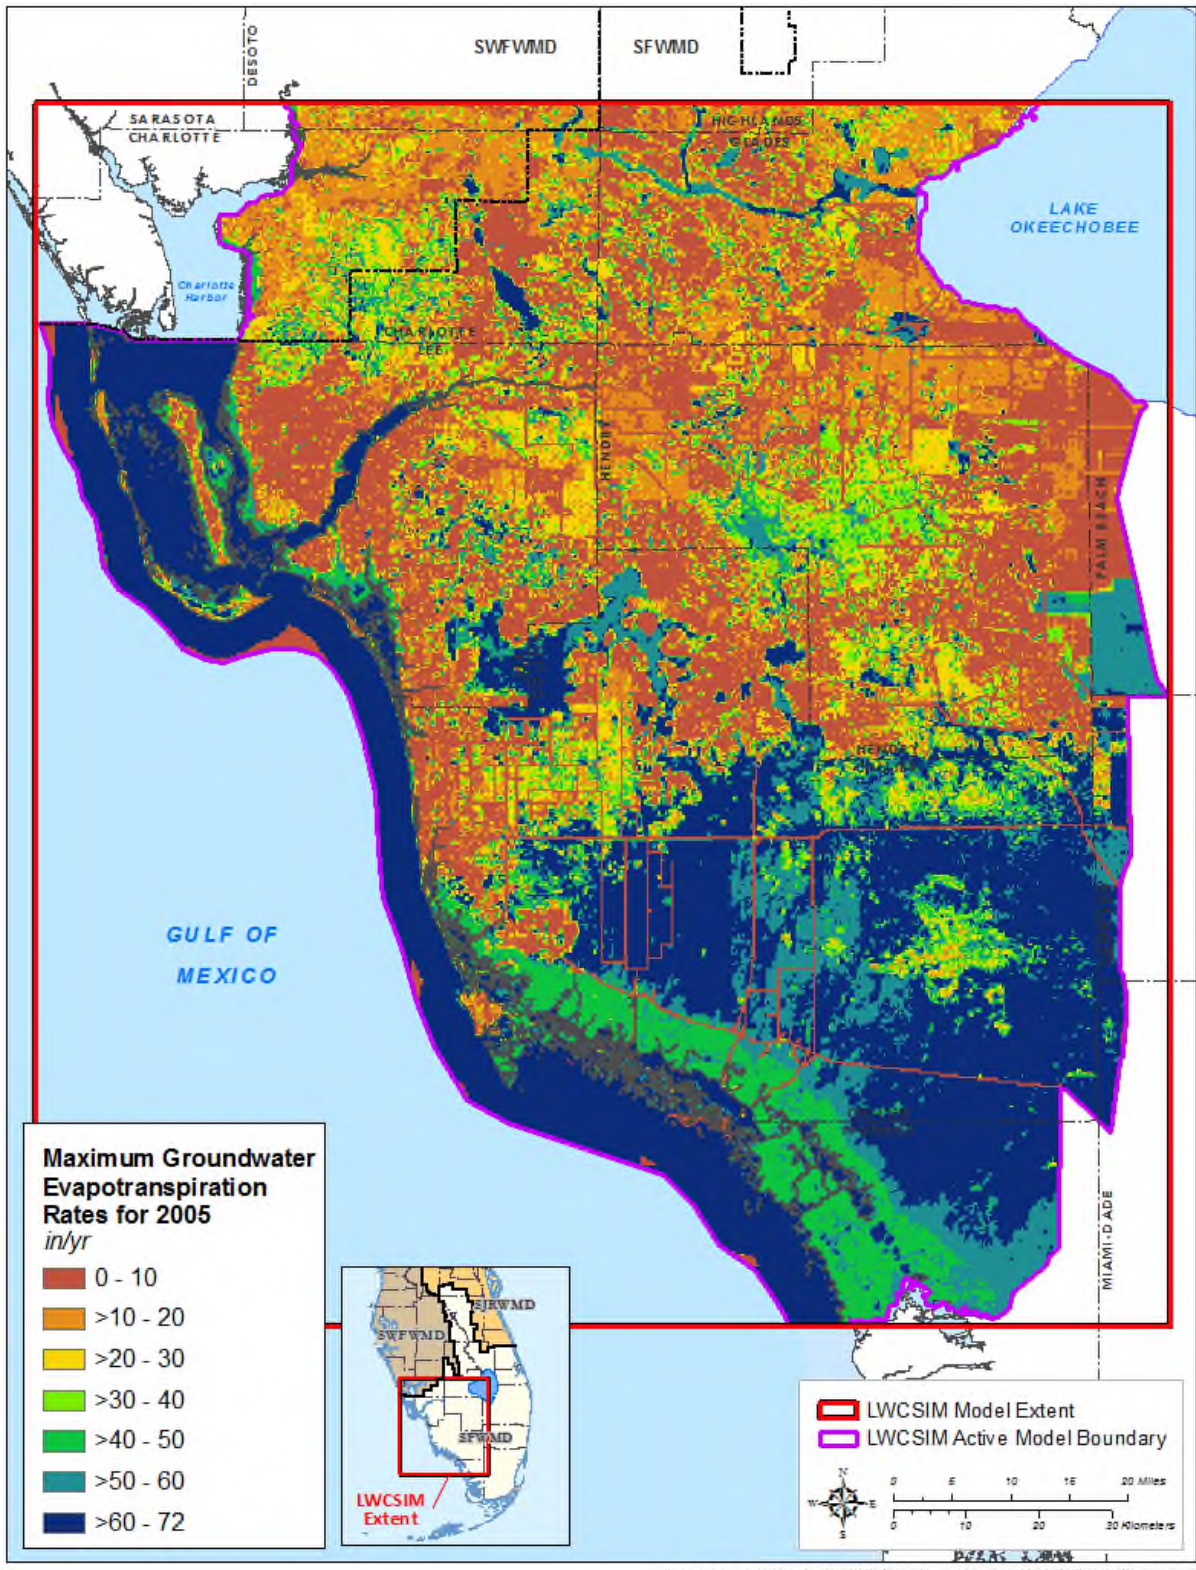 DESOTO
SWFWMD
SFWMD
SARASOTA
CHARLOTTE
HIGHLANDS
GLADES
LAKE
OKEECHOBEE
Charlotte
Harbor
CHARLOTTE
LEE
HENDRY
PALM BEACH
HENDRY
GULF OF
MEXICO
MIAMI-DADE
Maximum Groundwater
Evapotranspiration
Rates for 2005
in/yr
0 - 10
>10 - 20
>20 - 30
>30 - 40
>40 - 50
>50 - 60
>60 - 72
SJRWMD
SWFWMD
SFWMD
LWCSIM
Extent
LWCSIM Model Extent
LWCSIM Active Model Boundary
N
W E
S
0 5 10 15 20 Miles
0 10 20 30 Kilometers